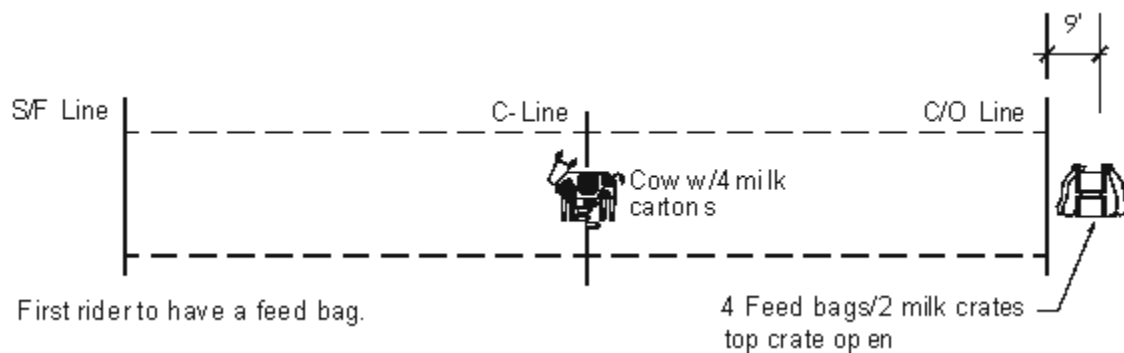 9'
S/F Line
C-Line
C/O Line
Cow w/4 milk
cartons
First rider to have a feed bag.
4 Feed bags/2 milk crates
top crate open